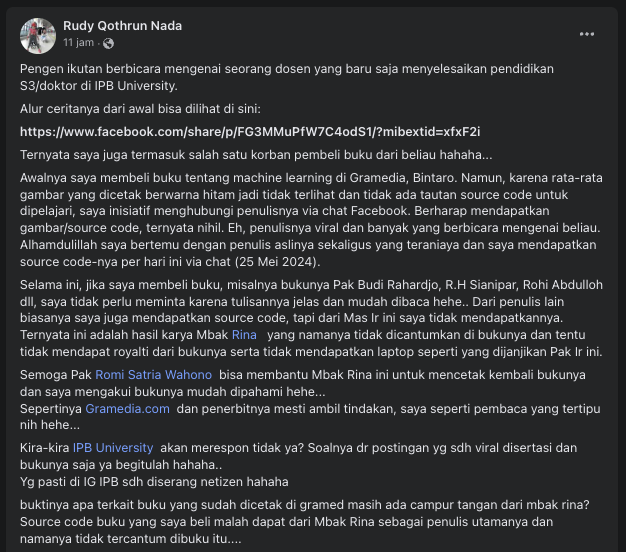 Rudy Qothrun Nada
11 jam ·
Pengen ikutan berbicara mengenai seorang dosen yang baru saja menyelesaikan pendidikan
S3/doktor di IPB University.
Alur ceritanya dari awal bisa dilihat di sini:
https://www.facebook.com/share/p/FG3MMuPfW7C4odS1/?mibextid=xfxF2i
Ternyata saya juga termasuk salah satu korban pembeli buku dari beliau hahaha...
Awalnya saya membeli buku tentang machine learning di Gramedia, Bintaro. Namun, karena rata-rata
gambar yang dicetak berwarna hitam jadi tidak terlihat dan tidak ada tautan source code untuk
dipelajari, saya inisiatif menghubungi penulisnya via chat Facebook. Berharap mendapatkan
gambar/source code, ternyata nihil. Eh, penulisnya viral dan banyak yang berbicara mengenai beliau.
Alhamdulillah saya bertemu dengan penulis aslinya sekaligus yang teraniaya dan saya mendapatkan
source code-nya per hari ini via chat (25 Mei 2024).
Selama ini, jika saya membeli buku, misalnya bukunya Pak Budi Rahardjo, R.H Sianipar, Rohi Abdulloh
dll, saya tidak perlu meminta karena tulisannya jelas dan mudah dibaca hehe.. Dari penulis lain
biasanya saya juga mendapatkan source code, tapi dari Mas Ir ini saya tidak mendapatkannya.
Ternyata ini adalah hasil karya Mbak Rina yang namanya tidak dicantumkan di bukunya dan tentu
tidak mendapat royalti dari bukunya serta tidak mendapatkan laptop seperti yang dijanjikan Pak Ir ini.
Semoga Pak Romi Satria Wahono bisa membantu Mbak Rina ini untuk mencetak kembali bukunya
dan saya mengakui bukunya mudah dipahami hehe...
Sepertinya Gramedia.com dan penerbitnya mesti ambil tindakan, saya seperti pembaca yang tertipu
nih hehe...
Kira-kira IPB University akan merespon tidak ya? Soalnya dr postingan yg sdh viral disertasi dan
bukunya saja ya begitulah hahaha..
Yg pasti di IG IPB sdh diserang netizen hahaha
buktinya apa terkait buku yang sudah dicetak di gramed masih ada campur tangan dari mbak rina?
Source code buku yang saya beli malah dapat dari Mbak Rina sebagai penulis utamanya dan
namanya tidak tercantum dibuku itu....